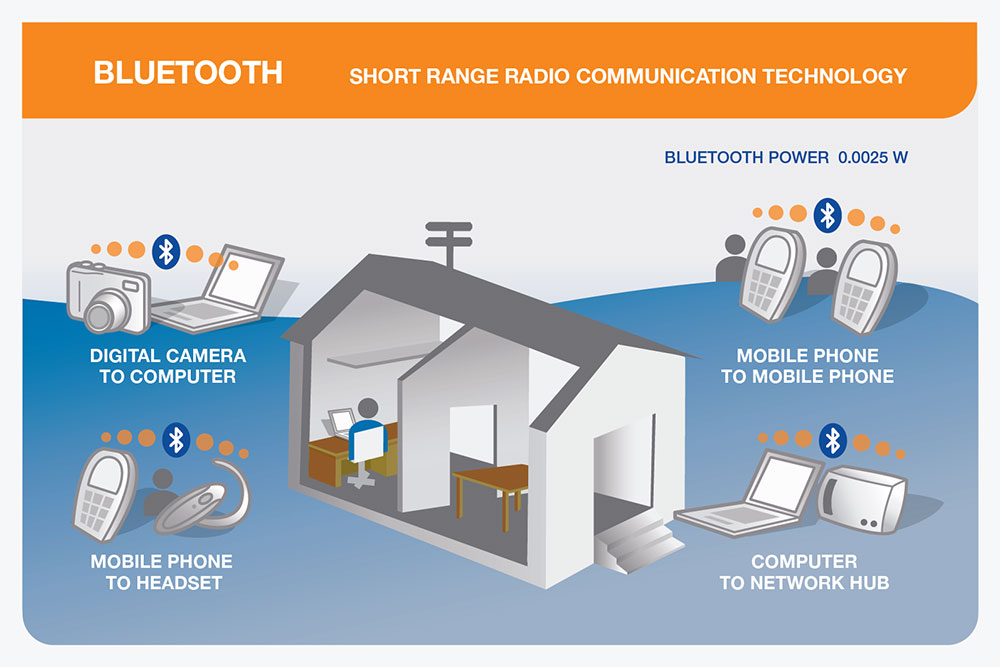 BLUETOOTH
SHORT RANGE RADIO COMMUNICATION TECHNOLOGY
BLUETOOTH POWER 0.0025 W
DIGITAL CAMERA
TO COMPUTER
MOBILE PHONE
TO MOBILE PHONE
MOBILE PHONE
TO HEADSET
COMPUTER
TO NETWORK HUB